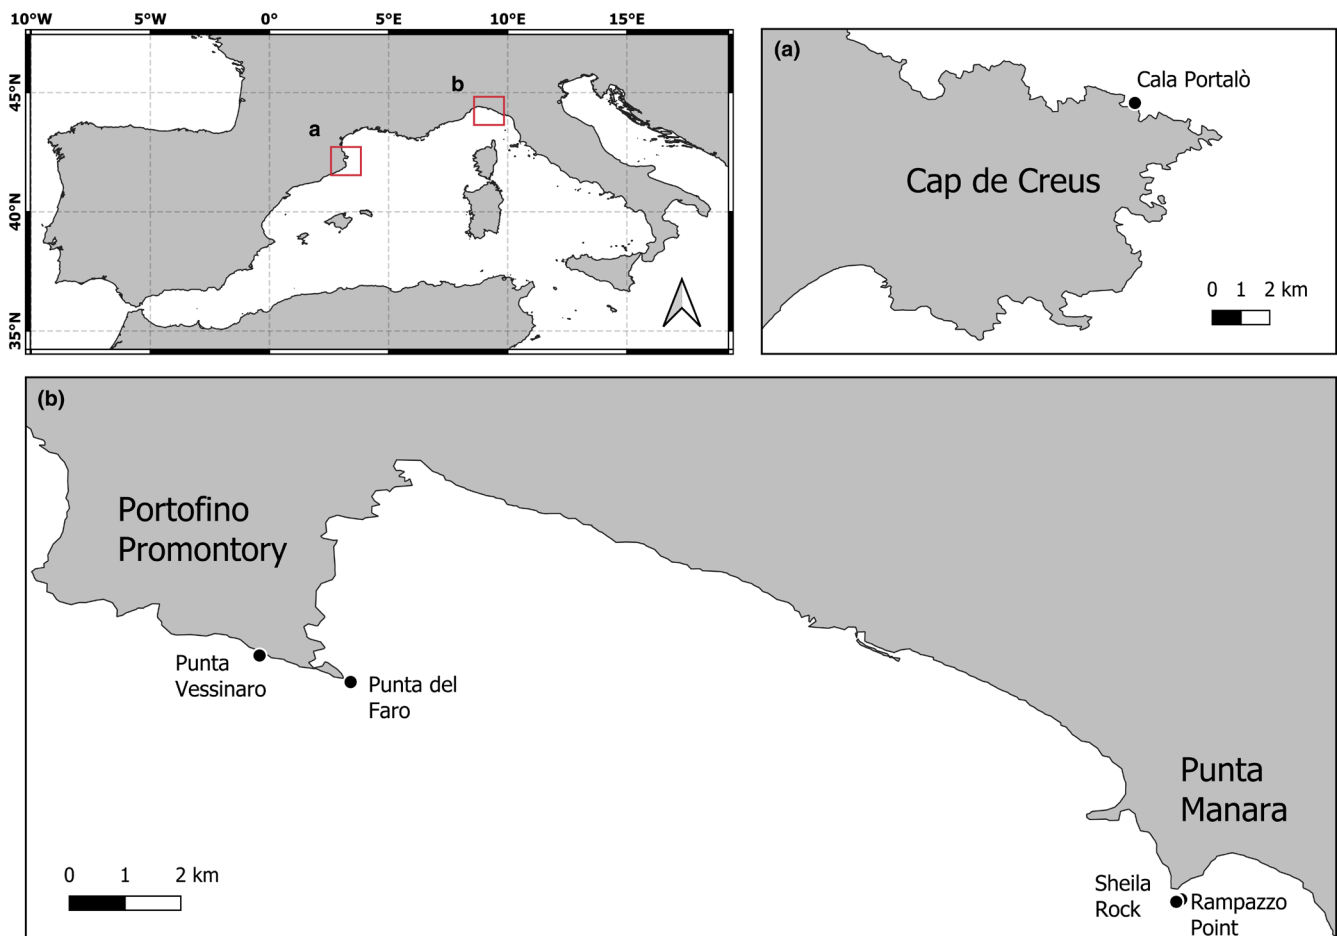 10°W 5°W 0° 5°E 10°E 15°E
45°N
40°N
35°N
a
b
(a)
Cala Portalò
Cap de Creus
0 1 2 km
(b)
Portofino
Promontory
Punta
Vessinaro
Punta del
Faro
Punta
Manara
0 1 2 km
Sheila
Rock
Rampazzo
Point